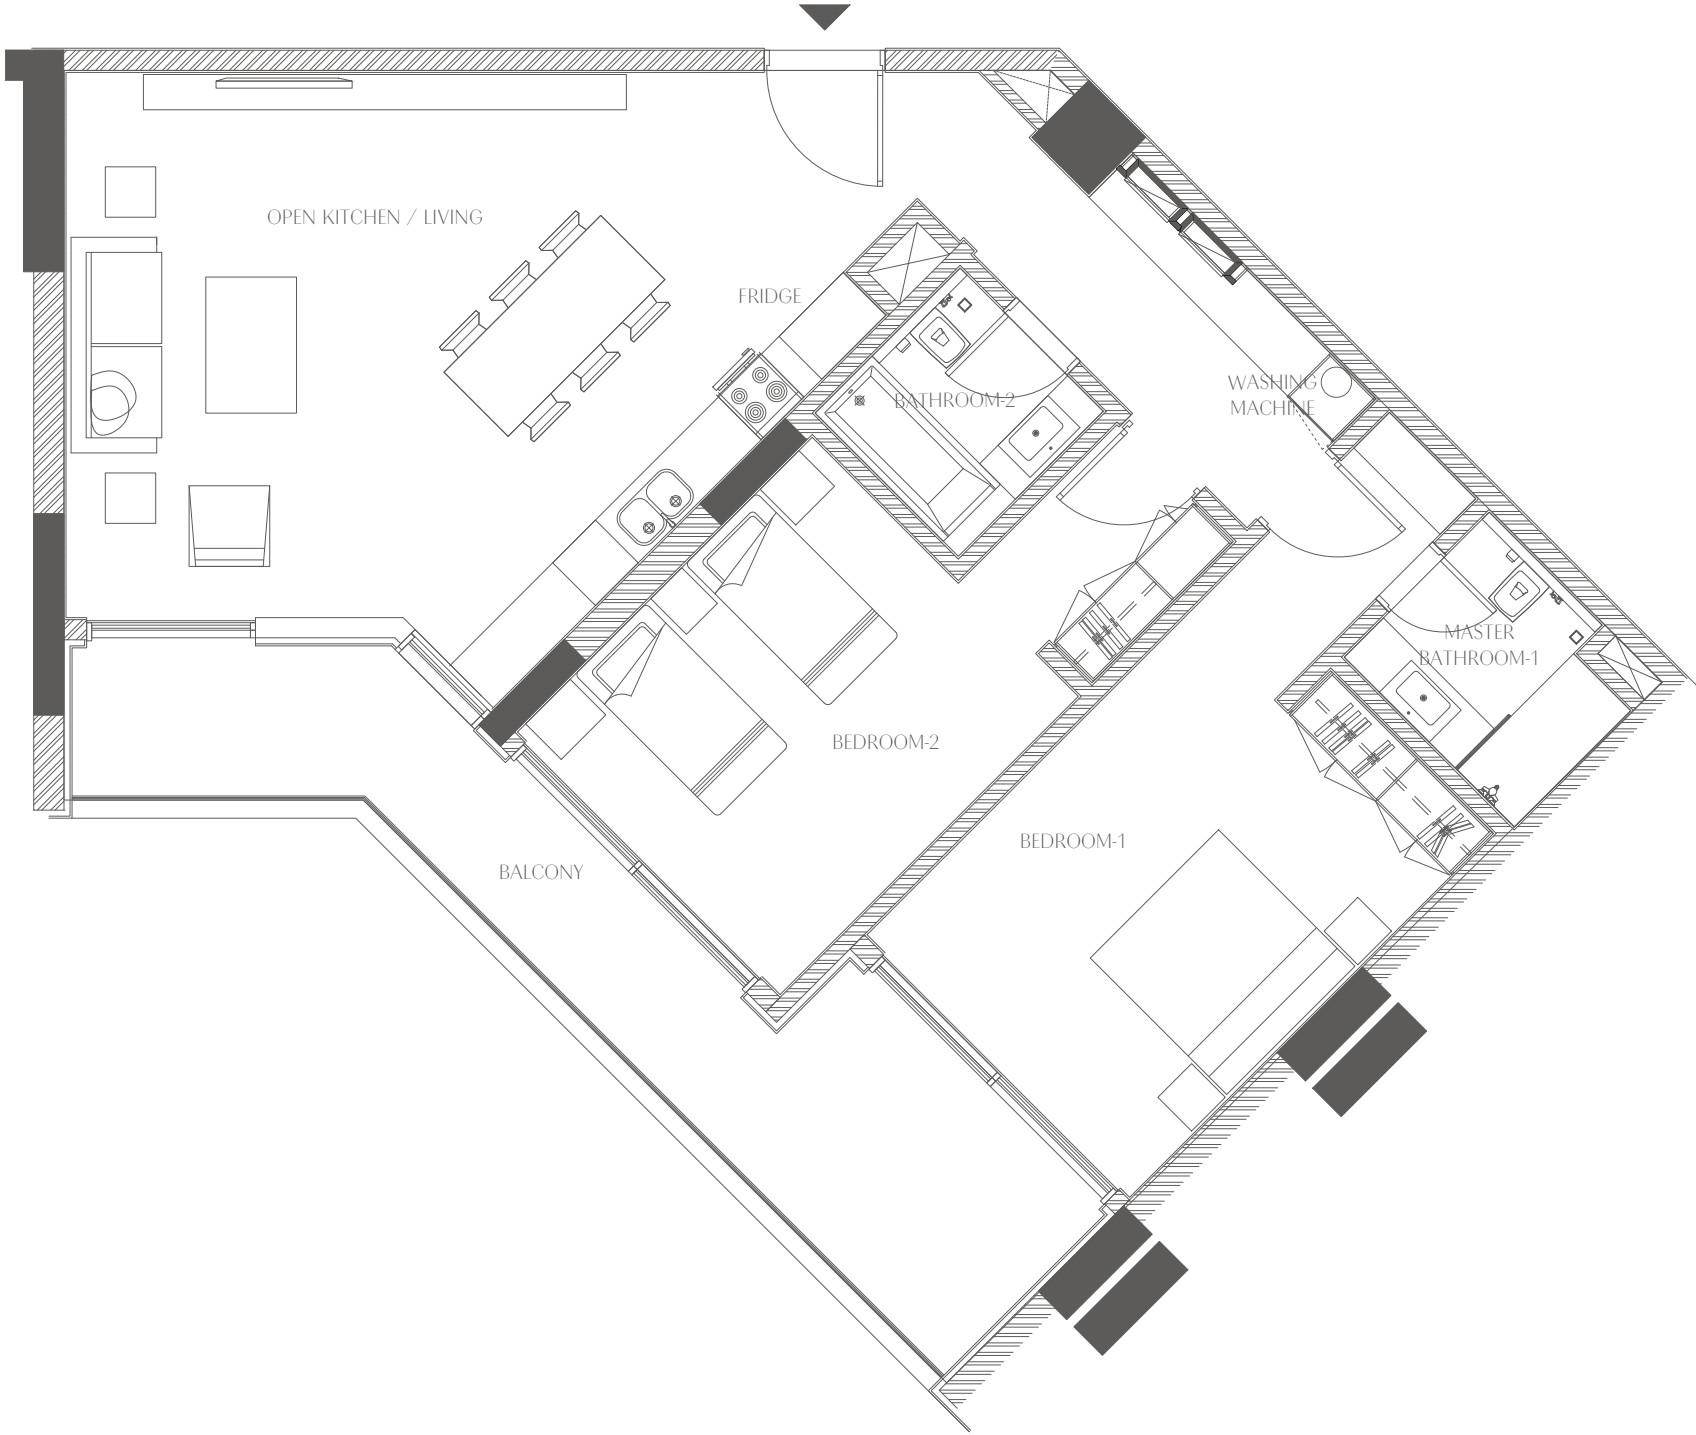 OPEN KITCHEN / LIVING
FRIDGE
BATHROOM-2
WASHING
MACHINE
MASTER
BATHROOM-1
BEDROOM-2
BEDROOM-1
BALCONY